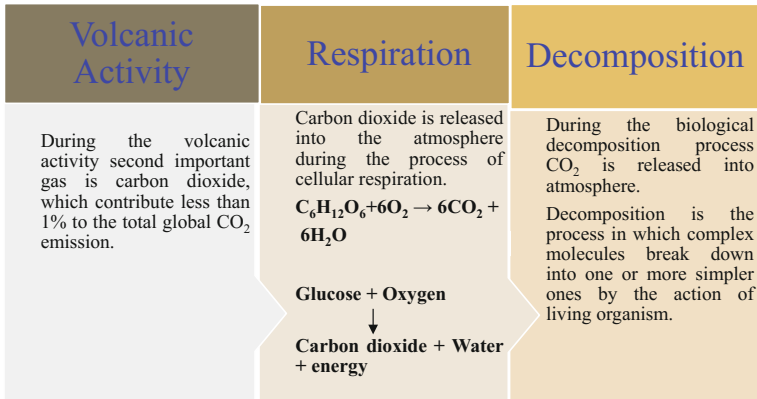 Volcanic
Activity
During the volcanic
activity second important
gas is carbon dioxide,
which contribute less than
1% to the total global CO₂
emission.
Respiration
Carbon dioxide is released
into the atmosphere
during the process of
cellular respiration.
C₆H₁₂O₆+6O₂ → 6CO₂ +
6H₂O
Glucose + Oxygen
↓
Carbon dioxide + Water
+ energy
Decomposition
During the biological
decomposition process
CO₂ is released into
atmosphere.
Decomposition is the
process in which complex
molecules break down
into one or more simpler
ones by the action of
living organism.